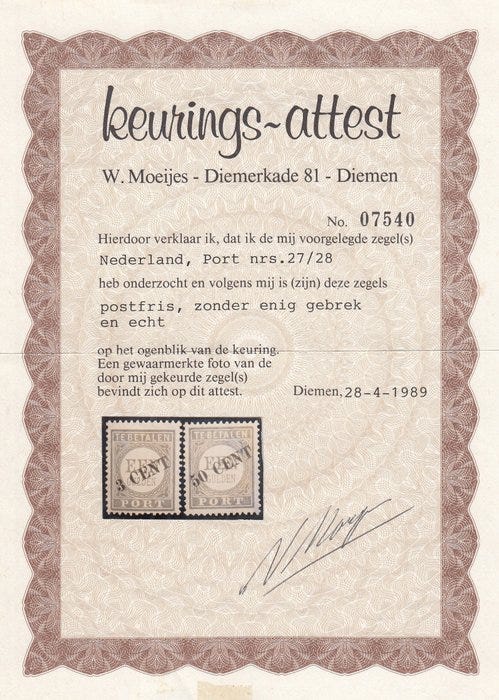 keurings~attest
W. Moeijes - Diemerkade 81 - Diemen
No. 07540
Hierdoor verklaar ik, dat ik de mij voorgelegde zegel(s)
Nederland, Port nrs.27/28
heb onderzocht en volgens mij is (zijn) deze zegels
postfris, zonder enig gebrek
en echt
op het ogenblik van de keuring.
Een gewaarmerkte foto van de
door mij gekeurde zegel(s)
bevindt zich op dit attest.
Diemen, 28-4-1989
TE BETALEN
EEN
GULDEN
3 CENT
PORT
TE BETALEN
EEN
GULDEN
50 CENT
PORT